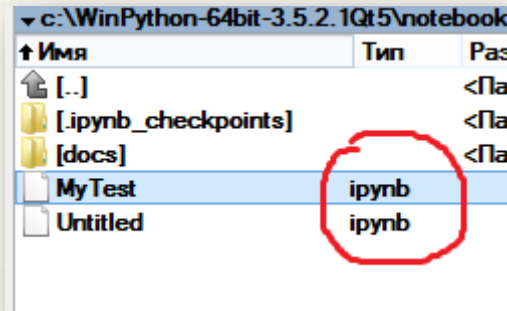 c:\WinPython-64bit-3.5.2.1Qt5\notebook
Имя Тип Раз
[..] <Па
[.ipynb_checkpoints] <Па
[docs] <Па
MyTest ipynb
Untitled ipynb